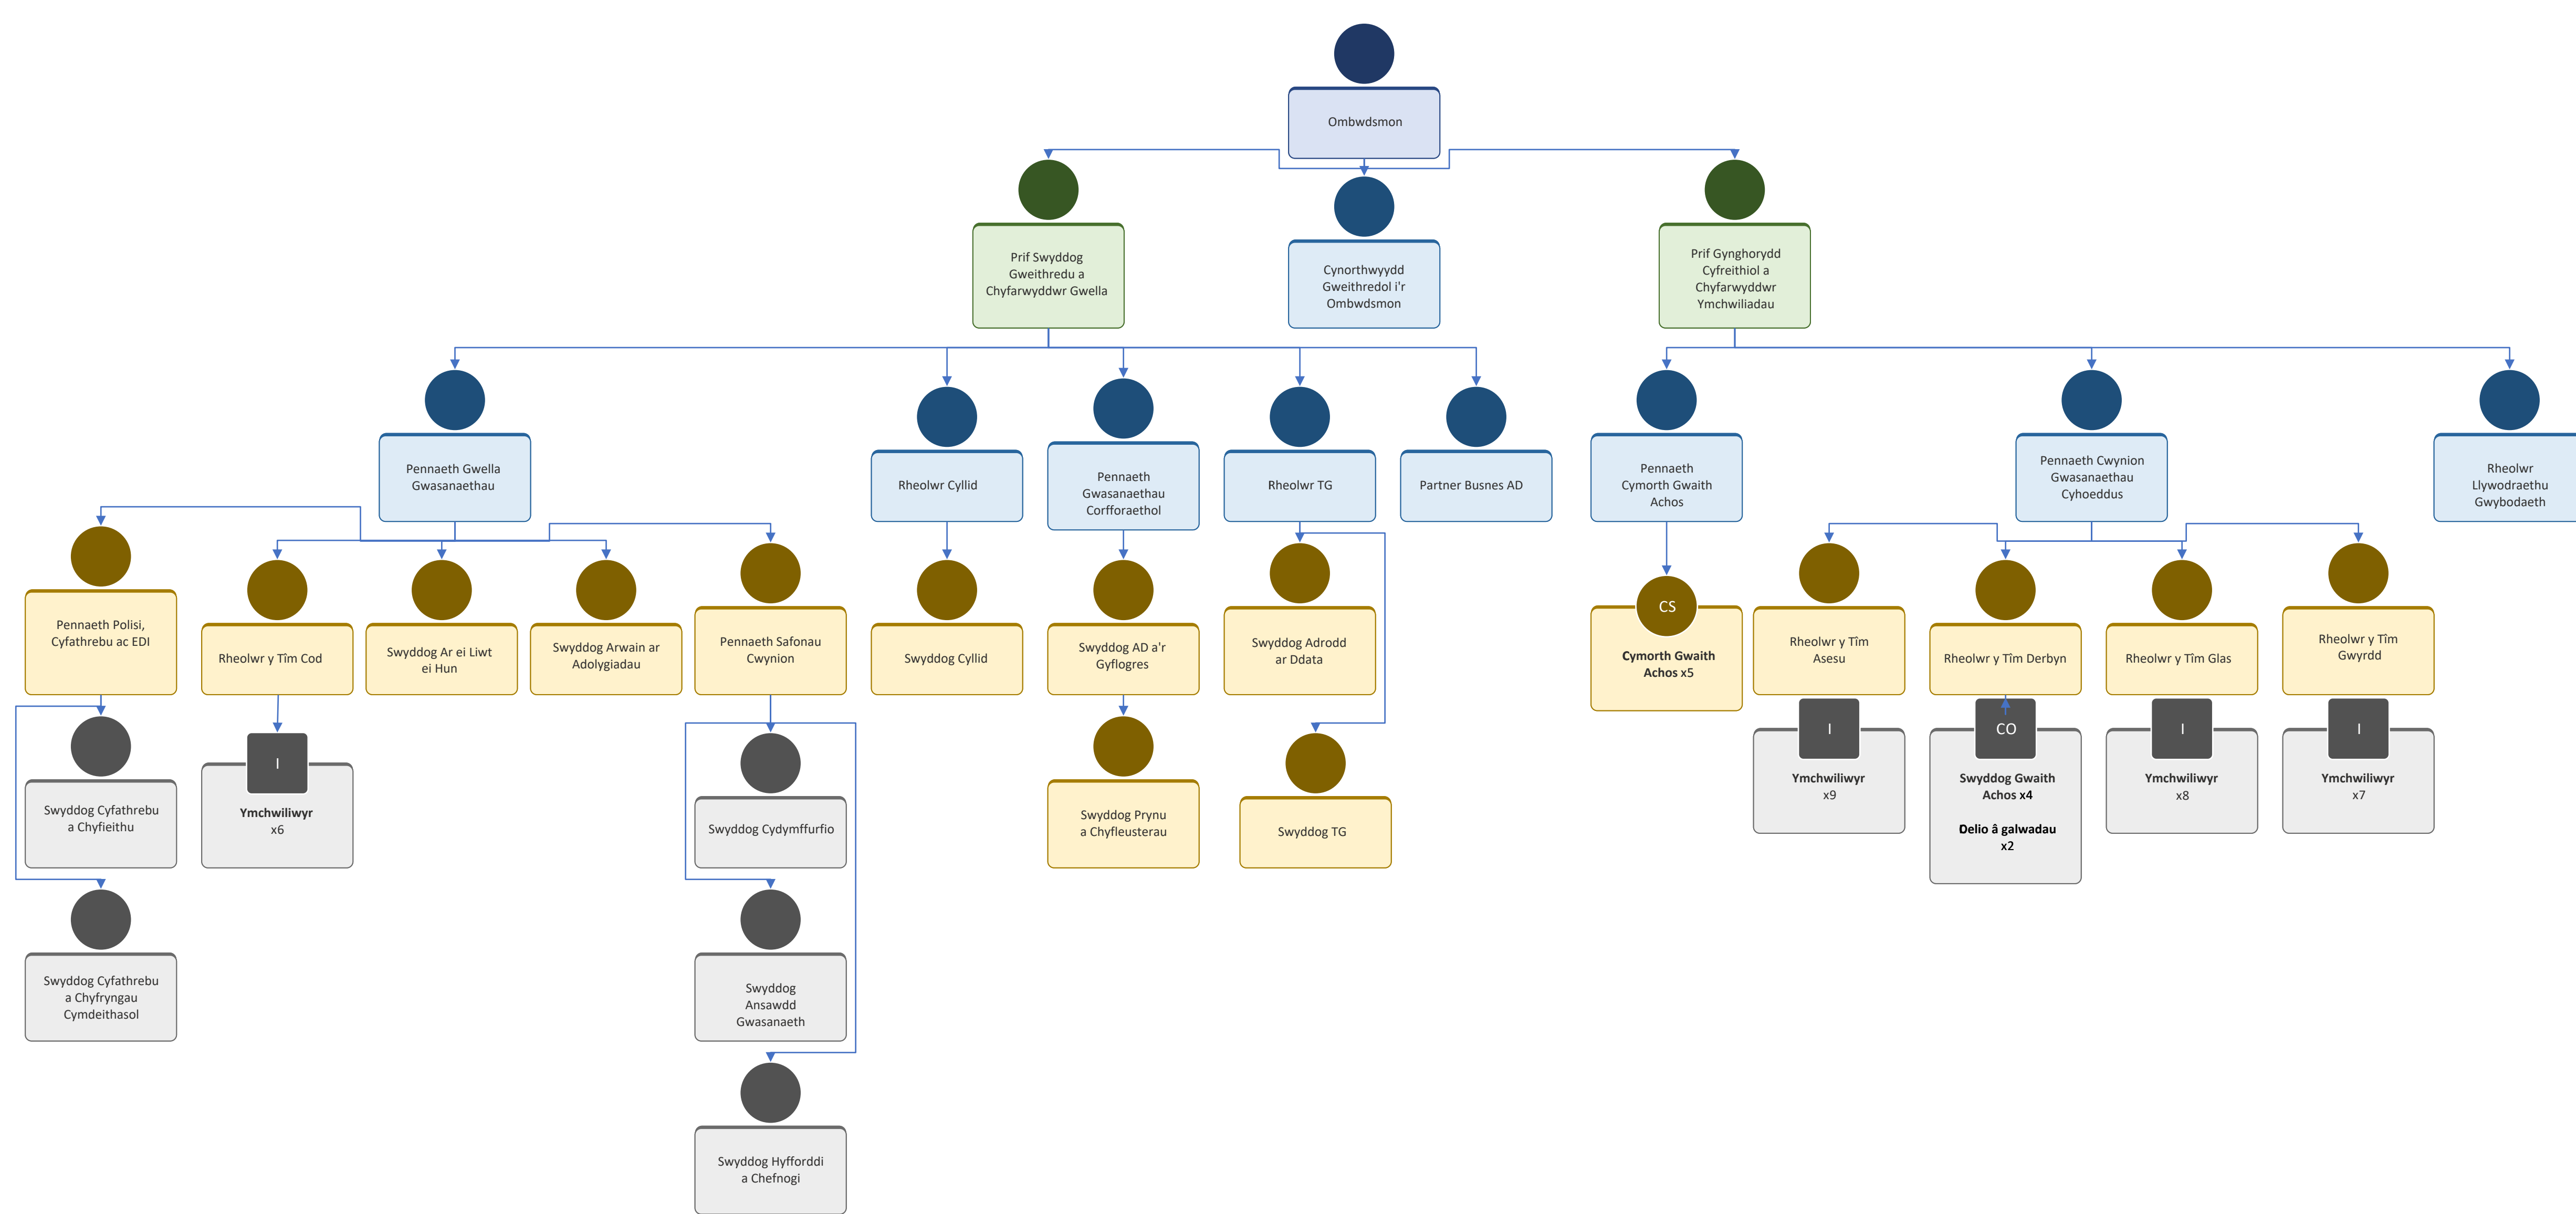 Ombwdsmon
Prif Swyddog
Gweithredu a
Chyfarwyddwr Gwella
Cynorthwyydd
Gweithredol i'r
Ombwdsmon
Prif Gynghorydd
Cyfreithiol a
Chyfarwyddwr
Ymchwiliadau
Pennaeth Gwella
Gwasanaethau
Rheolwr Cyllid
Pennaeth
Gwasanaethau
Corfforaethol
Rheolwr TG
Partner Busnes AD
Pennaeth
Cymorth Gwaith
Achos
Pennaeth Cwynion
Gwasanaethau
Cyhoeddus
Rheolwr
Llywodraethu
Gwybodaeth
Pennaeth Polisi,
Cyfathrebu ac EDI
Rheolwr y Tîm Cod
Swyddog Ar ei Liwt
ei Hun
Swyddog Arwain ar
Adolygiadau
Pennaeth Safonau
Cwynion
Swyddog Cyllid
Swyddog AD a'r
Gyflogres
Swyddog Adrodd
ar Ddata
CS
Cymorth Gwaith
Achos x5
Rheolwr y Tîm
Asesu
Rheolwr y Tîm Derbyn
Rheolwr y Tîm Glas
Rheolwr y Tîm
Gwyrdd
Swyddog Cyfathrebu
a Chyfieithu
I
Ymchwiliwyr
x6
Swyddog Cydymffurfio
Swyddog Prynu
a Chyfleusterau
Swyddog TG
I
Ymchwiliwyr
x9
CO
Swyddog Gwaith
Achos x4
Delio â galwadau
x2
I
Ymchwiliwyr
x8
I
Ymchwiliwyr
x7
Swyddog Cyfathrebu
a Chyfryngau
Cymdeithasol
Swyddog
Ansawdd
Gwasanaeth
Swyddog Hyfforddi
a Chefnogi